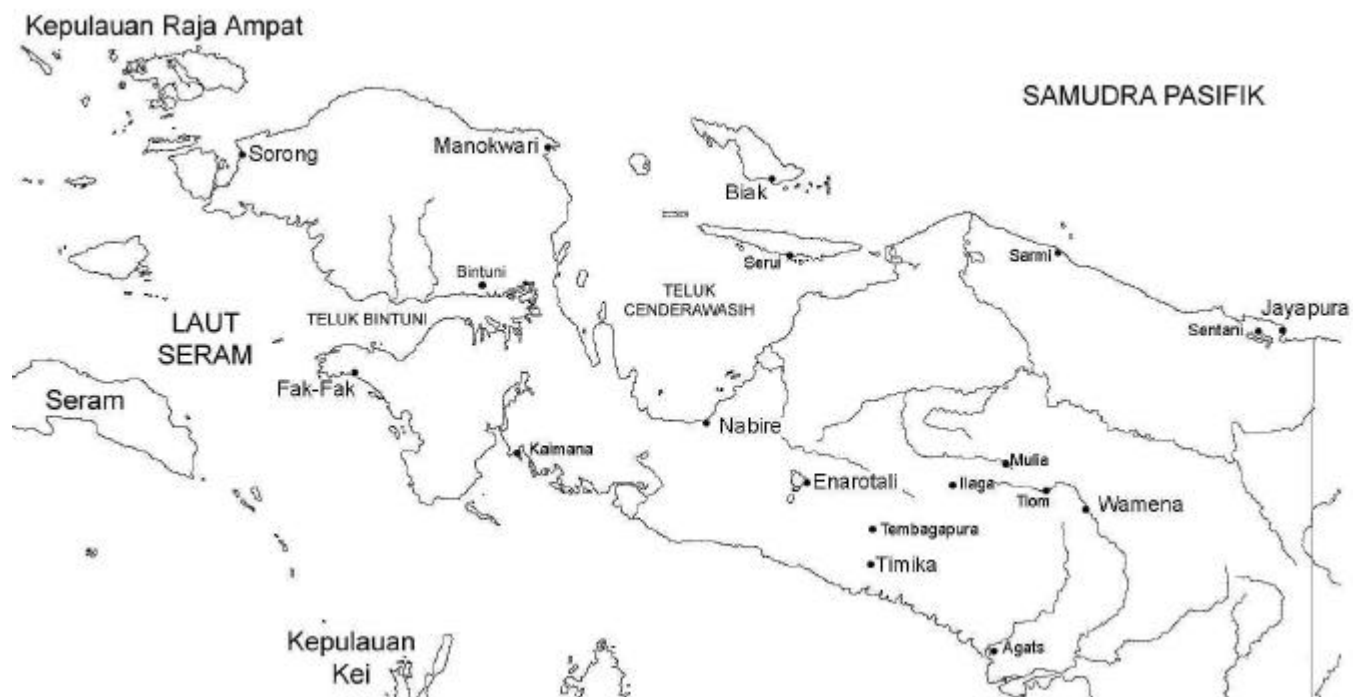 Kepulauan Raja Ampat
SAMUDRA PASIFIK
Sorong
Manokwari
Biak
Serui
Sarmi
Bintuni
TELUK
CENDERAWASIH
TELUK BINTUNI
LAUT
SERAM
Jayapura
Sentani
Fak-Fak
Seram
Nabire
Kaimana
Mulia
Enarotali
Ilaga
Tiom
Wamena
Tembagapura
Timika
Kepulauan
Kei
Agats